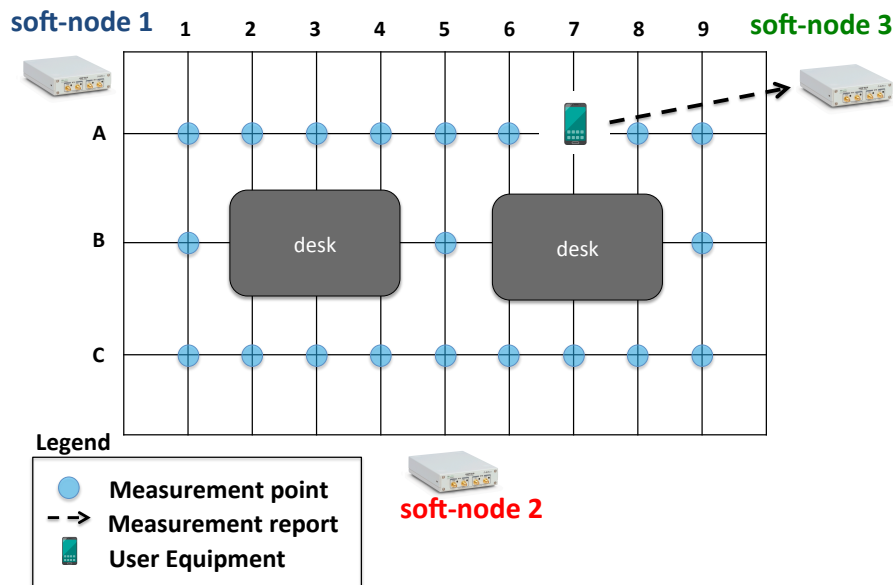 soft-node 1
soft-node 3
1 2 3 4 5 6 7 8 9
A
B
desk
desk
C
Legend
Measurement point
Measurement report
User Equipment
soft-node 2